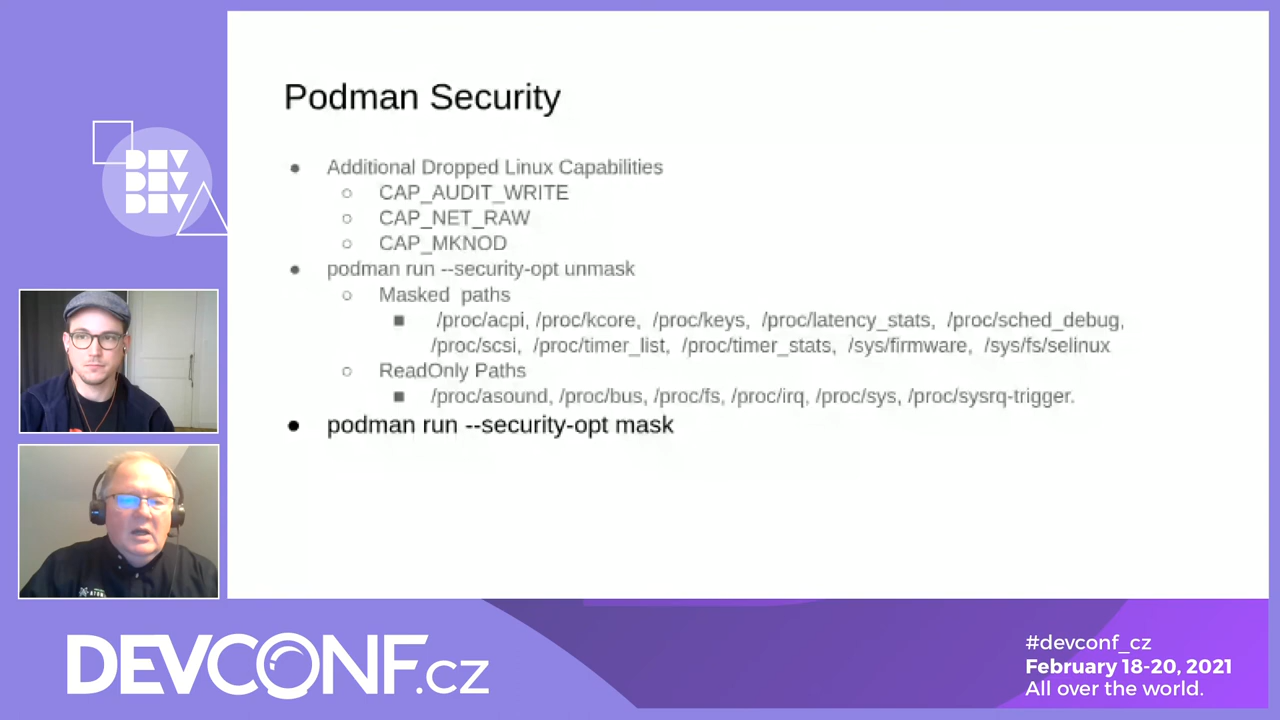 DEV
DEV
DEV
Podman Security
● Additional Dropped Linux Capabilities
○ CAP_AUDIT_WRITE
○ CAP_NET_RAW
○ CAP_MKNOD
● podman run --security-opt unmask
○ Masked paths
■ /proc/acpi, /proc/kcore, /proc/keys, /proc/latency_stats, /proc/sched_debug,
/proc/scsi, /proc/timer_list, /proc/timer_stats, /sys/firmware, /sys/fs/selinux
○ ReadOnly Paths
■ /proc/asound, /proc/bus, /proc/fs, /proc/irq, /proc/sys, /proc/sysrq-trigger.
● podman run --security-opt mask
DEVCONF.cz
#devconf_cz
February 18-20, 2021
All over the world.